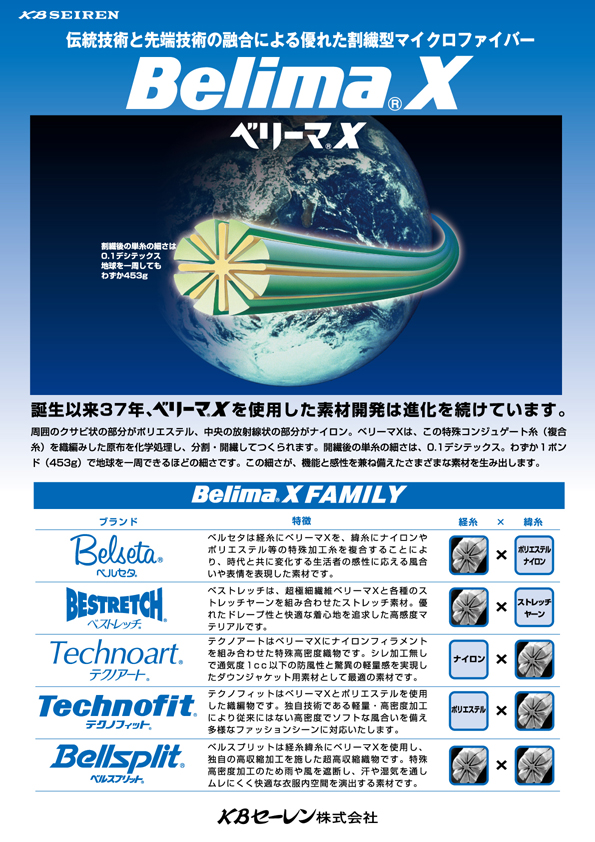 KB SEIREN
伝統技術と先端技術の融合による優れた割繊型マイクロファイバー
Belima® X
ベリーマ®X
割繊後の単糸の細さは
0.1デシテックス
地球を一周しても
わずか453g
誕生以来37年、ベリーマ®Xを使用した素材開発は進化を続けています。
周囲のクサビ状の部分がポリエステル、中央の放射線状の部分がナイロン。ベリーマXは、この特殊コンジュゲート糸（複合
糸）を織編みした原布を化学処理し、分割・開繊してつくられます。開繊後の単糸の細さは、0.1デシテックス。わずか1ポン
ド（453g）で地球を一周できるほどの細さです。この細さが、機能と感性を兼ね備えたさまざまな素材を生み出します。
Belima® X FAMILY
ブランド 特徴 経糸 × 緯糸
Belseta®
ベルセタ®
ベルセタは経糸にベリーマXを、緯糸にナイロンや
ポリエステル等の特殊加工糸を複合することによ
り、時代と共に変化する生活者の感性に応える風合
いや表情を表現した素材です。
×
ポリエステル
ナイロン
BESTRETCH®
ベストレッチ®
ベストレッチは、超極細繊維ベリーマXと各種のス
トレッチヤーンを組み合わせたストレッチ素材。優
れたドレープ性と快適な着心地を追求した高感度マ
テリアルです。
×
ストレッチ
ヤーン
Technoart®
テクノアート®
テクノアートはベリーマXにナイロンフィラメント
を組み合わせた特殊高密度織物です。シレ加工無し
で通気度1cc以下の防風性と驚異の軽量感を実現し
たダウンジャケット用素材として最適の素材です。
ナイロン
×
Technofit®
テクノフィット®
テクノフィットはベリーマXとポリエステルを使用
した織編物です。独自技術である軽量・高密度加工
により従来にはない高密度でソフトな風合いを備え
多様なファッションシーンに対応いたします。
ポリエステル
×
Bellsplit®
ベルスプリット®
ベルスプリットは経糸緯糸にベリーマXを使用し、
独自の高収縮加工を施した超高収縮織物です。特殊
高密度加工のため雨や風を遮断し、汗や湿気を通し
ムレにくく快適な衣服内空間を演出する素材です。
×
KBセーレン株式会社